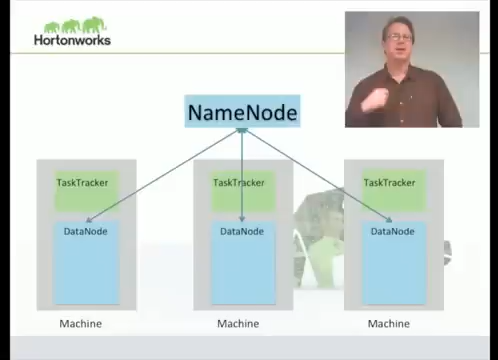 Hortonworks
NameNode
TaskTracker
TaskTracker
TaskTracker
DataNode
DataNode
DataNode
Machine
Machine
Machine